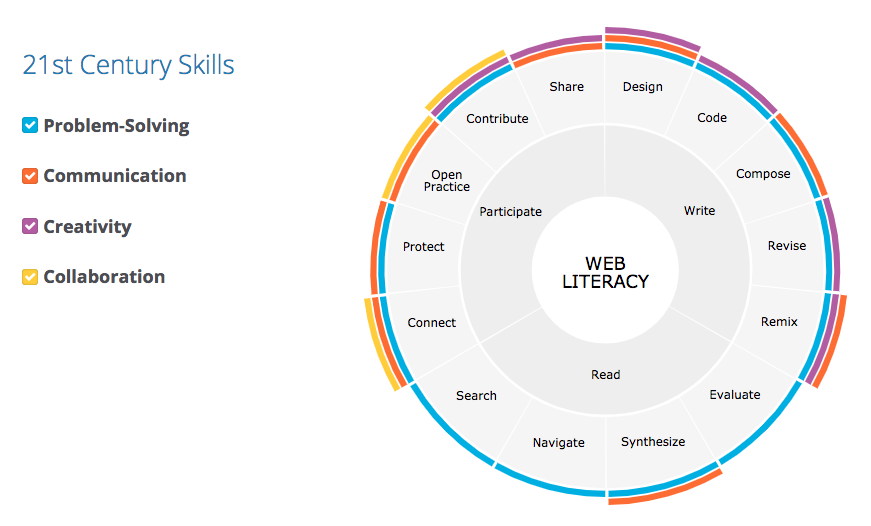 21st Century Skills
Problem-Solving
Communication
Creativity
Collaboration
Share
Design
Contribute
Code
Open
Practice
Compose
Participate
Write
Protect
Revise
WEB
LITERACY
Connect
Remix
Read
Search
Evaluate
Navigate
Synthesize